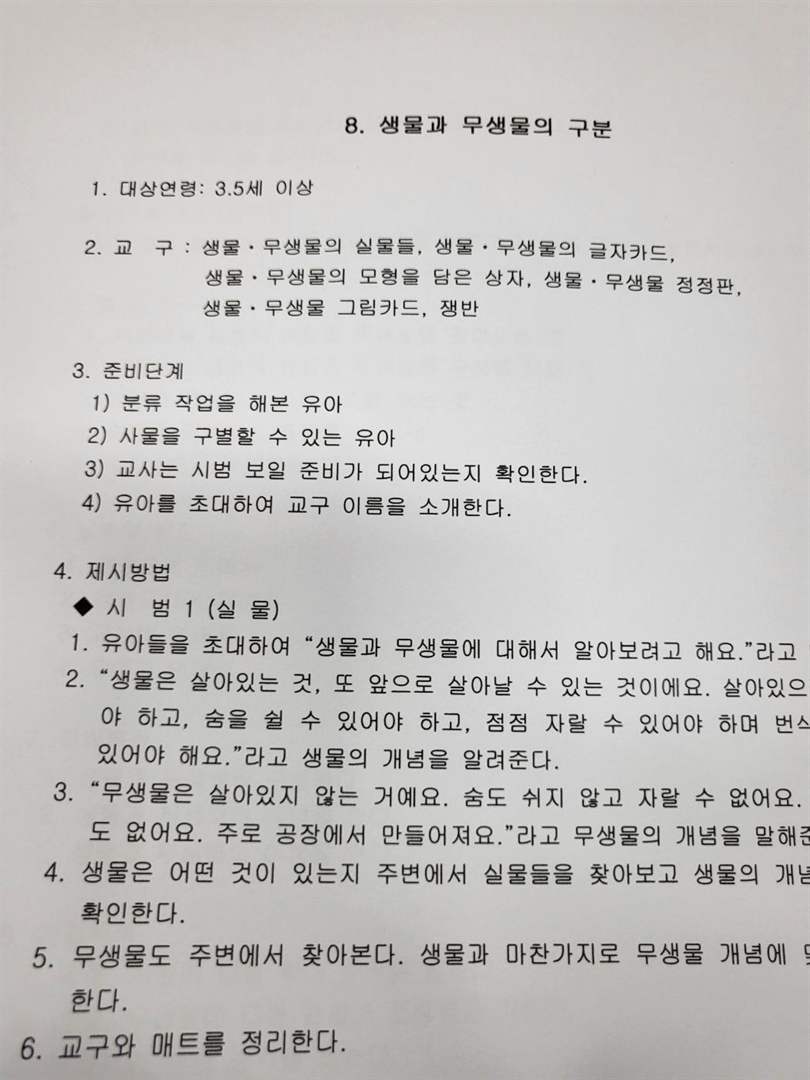 8. 생물과 무생물의 구분
1. 대상연령: 3.5세 이상
2. 교 구 : 생물・무생물의 실물들, 생물・무생물의 글자카드,
생물・무생물의 모형을 담은 상자, 생물・무생물 정정판,
생물・무생물 그림카드, 쟁반
3. 준비단계
1) 분류 작업을 해본 유아
2) 사물을 구별할 수 있는 유아
3) 교사는 시범 보일 준비가 되어있는지 확인한다.
4) 유아를 초대하여 교구 이름을 소개한다.
4. 제시방법
◆ 시 범 1 (실 물)
1. 유아들을 초대하여 “생물과 무생물에 대해서 알아보려고 해요.”라고
2. “생물은 살아있는 것, 또 앞으로 살아날 수 있는 것이에요. 살아있으
야 하고, 숨을 쉴 수 있어야 하고, 점점 자랄 수 있어야 하며 번식
있어야 해요.”라고 생물의 개념을 알려준다.
3. “무생물은 살아있지 않는 거예요. 숨도 쉬지 않고 자랄 수 없어요.
도 없어요. 주로 공장에서 만들어져요.”라고 무생물의 개념을 말해준
4. 생물은 어떤 것이 있는지 주변에서 실물들을 찾아보고 생물의 개념
확인한다.
5. 무생물도 주변에서 찾아본다. 생물과 마찬가지로 무생물 개념에
한다.
6. 교구와 매트를 정리한다.